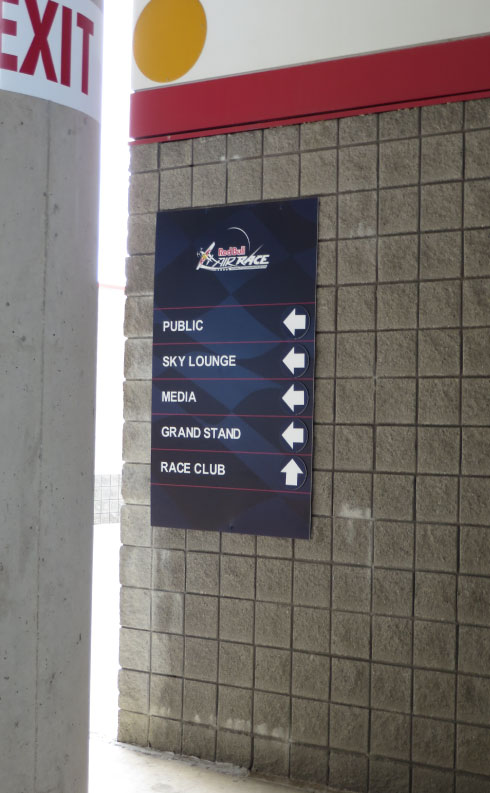 EXIT
Red Bull
AIR RACE
PUBLIC
SKY LOUNGE
MEDIA
GRAND STAND
RACE CLUB